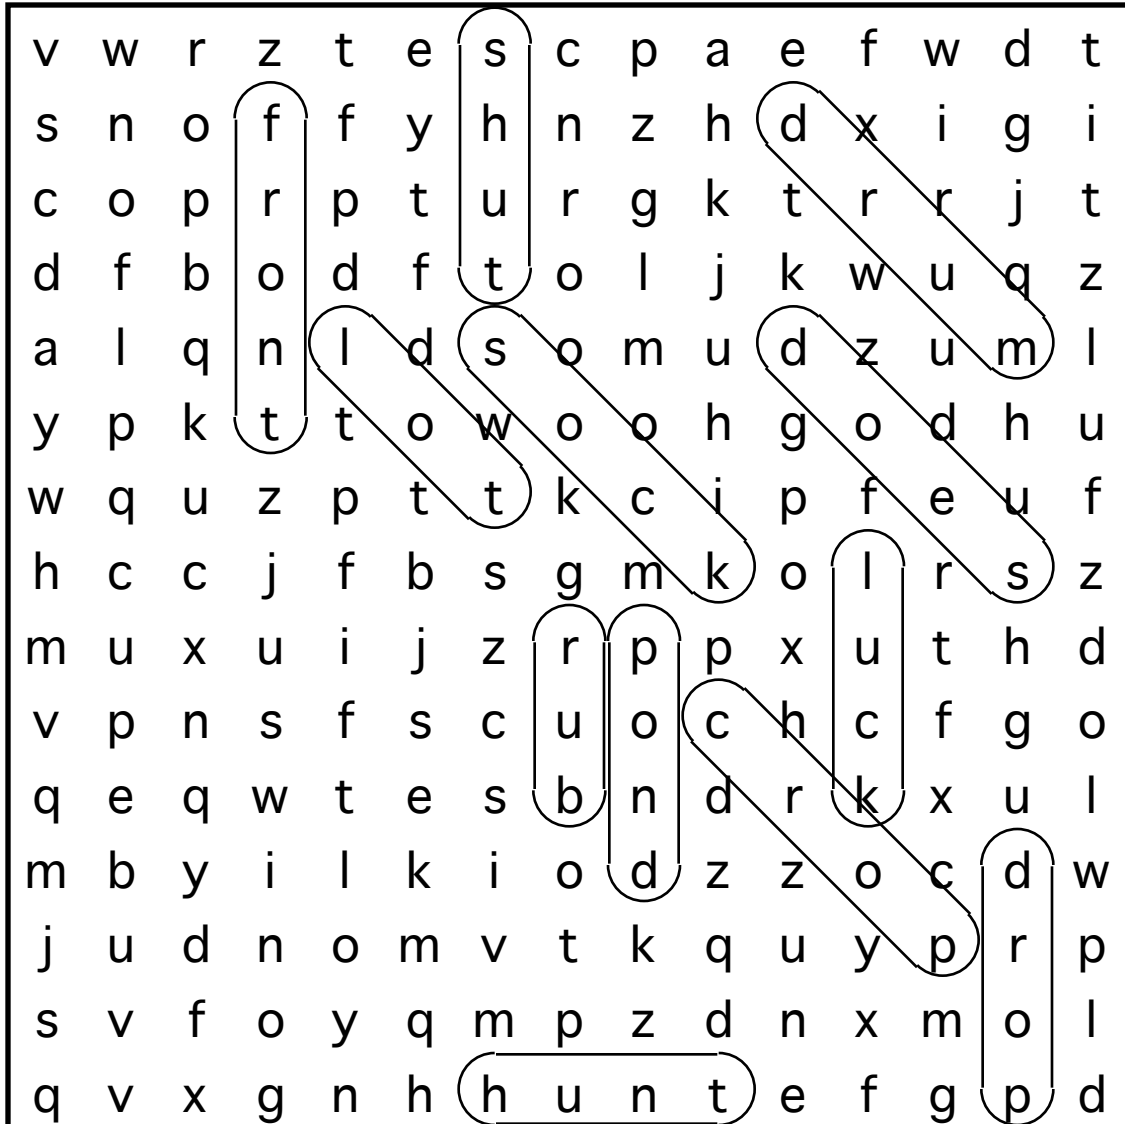 v w r z t e s c p a e f w d t
s n o f f y h n z h d x i g i
c o p r p t u r g k t r r j t
d f b o d f t o l j k w u q z
a l q n l d s o m u d z u m l
y p k t t o w o o h g o d h u
w q u z p t t k c i p f e u f
h c c j f b s g m k o l r s z
m u x u i j z r p p x u t h d
v p n s f s c u o c h c f g o
q e q w t e s b n d r k x u l
m b y i l k i o d z z o c d w
j u d n o m v t k q u y p r p
s v f o y q m p z d n x m o l
q v x g n h h u n t e f g p d